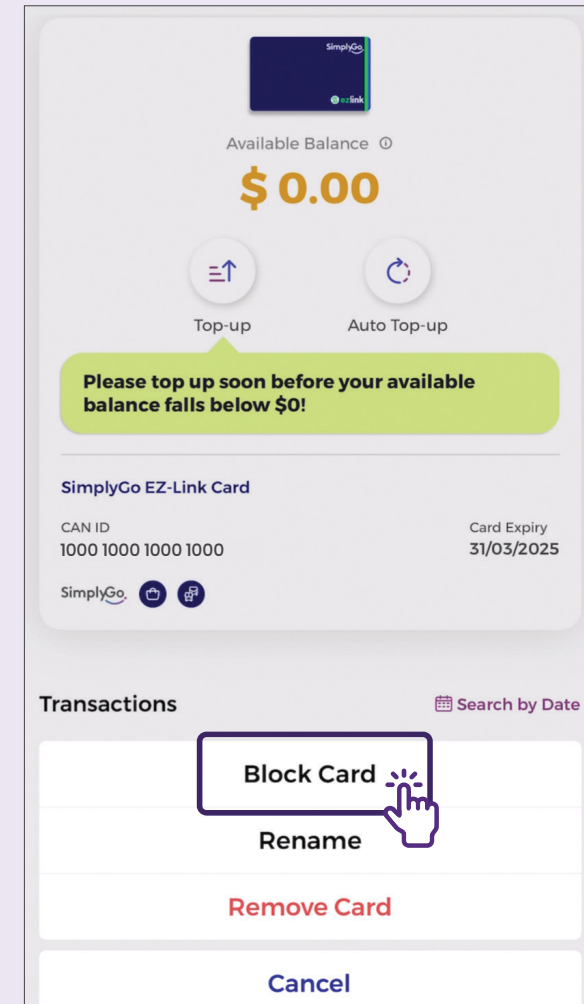 SimplyGo
ezlink
Available Balance
$ 0.00
Top-up
Auto Top-up
Please top up soon before your available
balance falls below $0!
SimplyGo EZ-Link Card
CAN ID
Card Expiry
1000 1000 1000 1000
31/03/2025
SimplyGo
Transactions
Search by Date
Block Card
Rename
Remove Card
Cancel